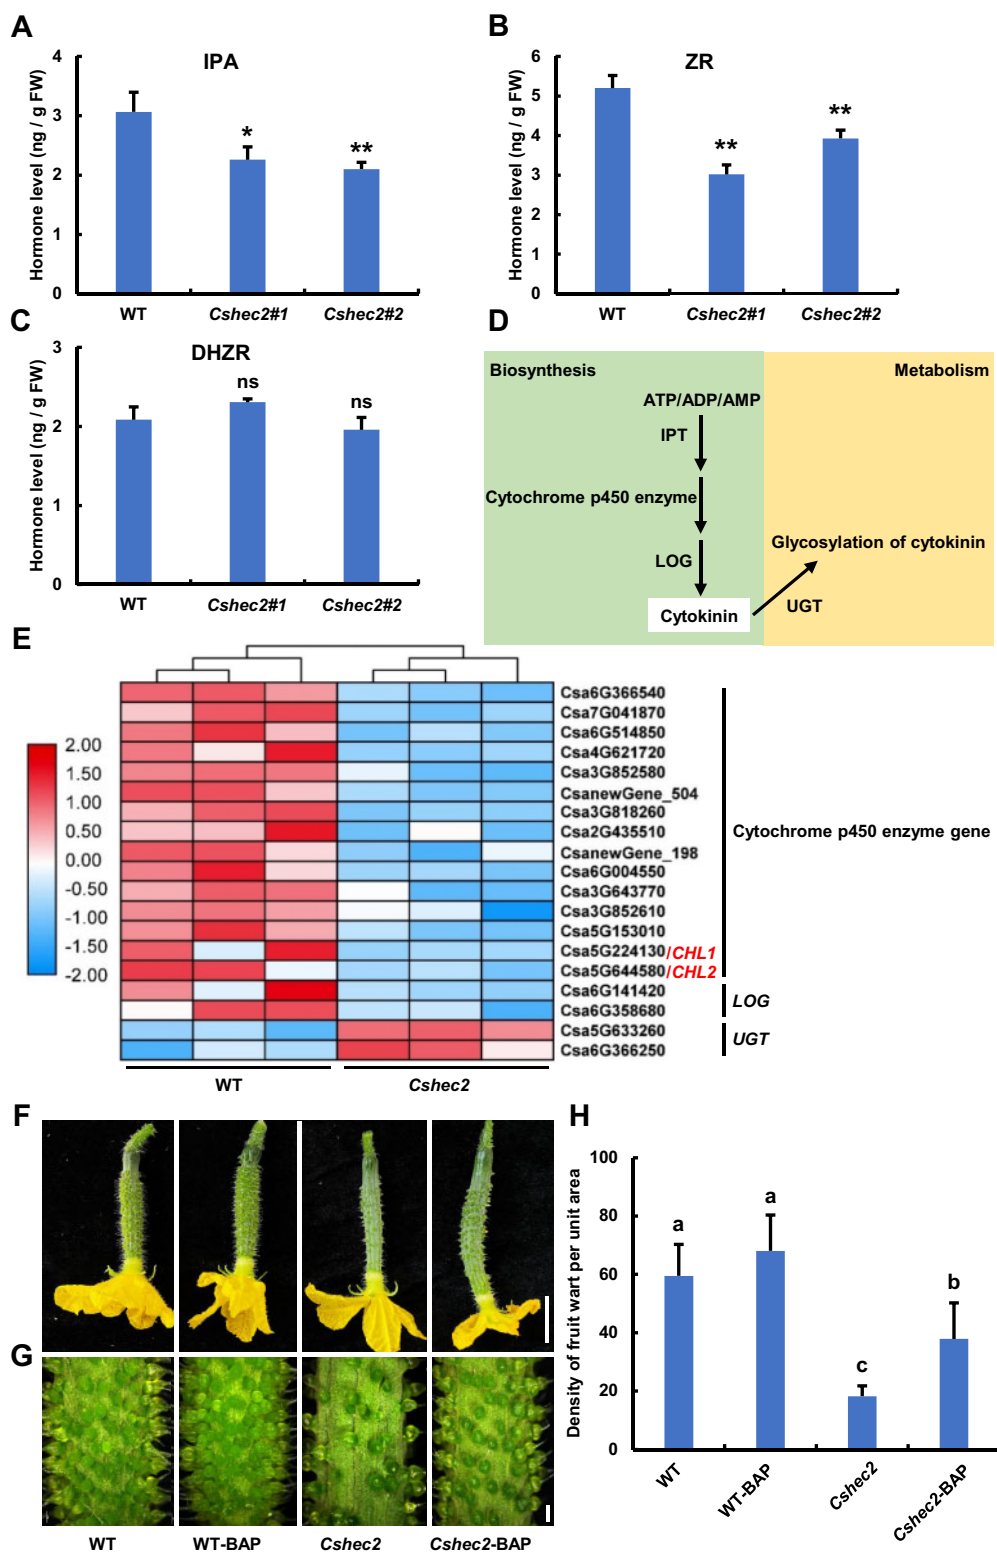 A
IPA
Hormone level (ng / g FW)
4
3
2
1
0
*
**
WT
Cshec2#1
Cshec2#2
B
ZR
Hormone level (ng / g FW)
6
5
4
3
2
1
0
**
**
WT
Cshec2#1
Cshec2#2
C
DHZR
Hormone level (ng / g FW)
3
2
1
0
ns
ns
WT
Cshec2#1
Cshec2#2
D
Biosynthesis
Metabolism
ATP/ADP/AMP
IPT
Cytochrome p450 enzyme
LOG
Cytokinin
Glycosylation of cytokinin
UGT
E
2.00
1.50
1.00
0.50
0.00
-0.50
-1.00
-1.50
-2.00
Csa6G366540
Csa7G041870
Csa6G514850
Csa4G621720
Csa3G852580
CsanewGene_504
Csa3G818260
Csa2G435510
CsanewGene_198
Csa6G004550
Csa3G643770
Csa3G852610
Csa5G153010
Csa5G224130/CHL1
Csa5G644580/CHL2
Csa6G141420
Csa6G358680
Csa5G633260
Csa6G366250
Cytochrome p450 enzyme gene
LOG
UGT
WT
Cshec2
F
G
WT
WT-BAP
Cshec2
Cshec2-BAP
H
Density of fruit wart per unit area
100
80
60
40
20
0
a
a
c
b
WT
WT-BAP
Cshec2
Cshec2-BAP